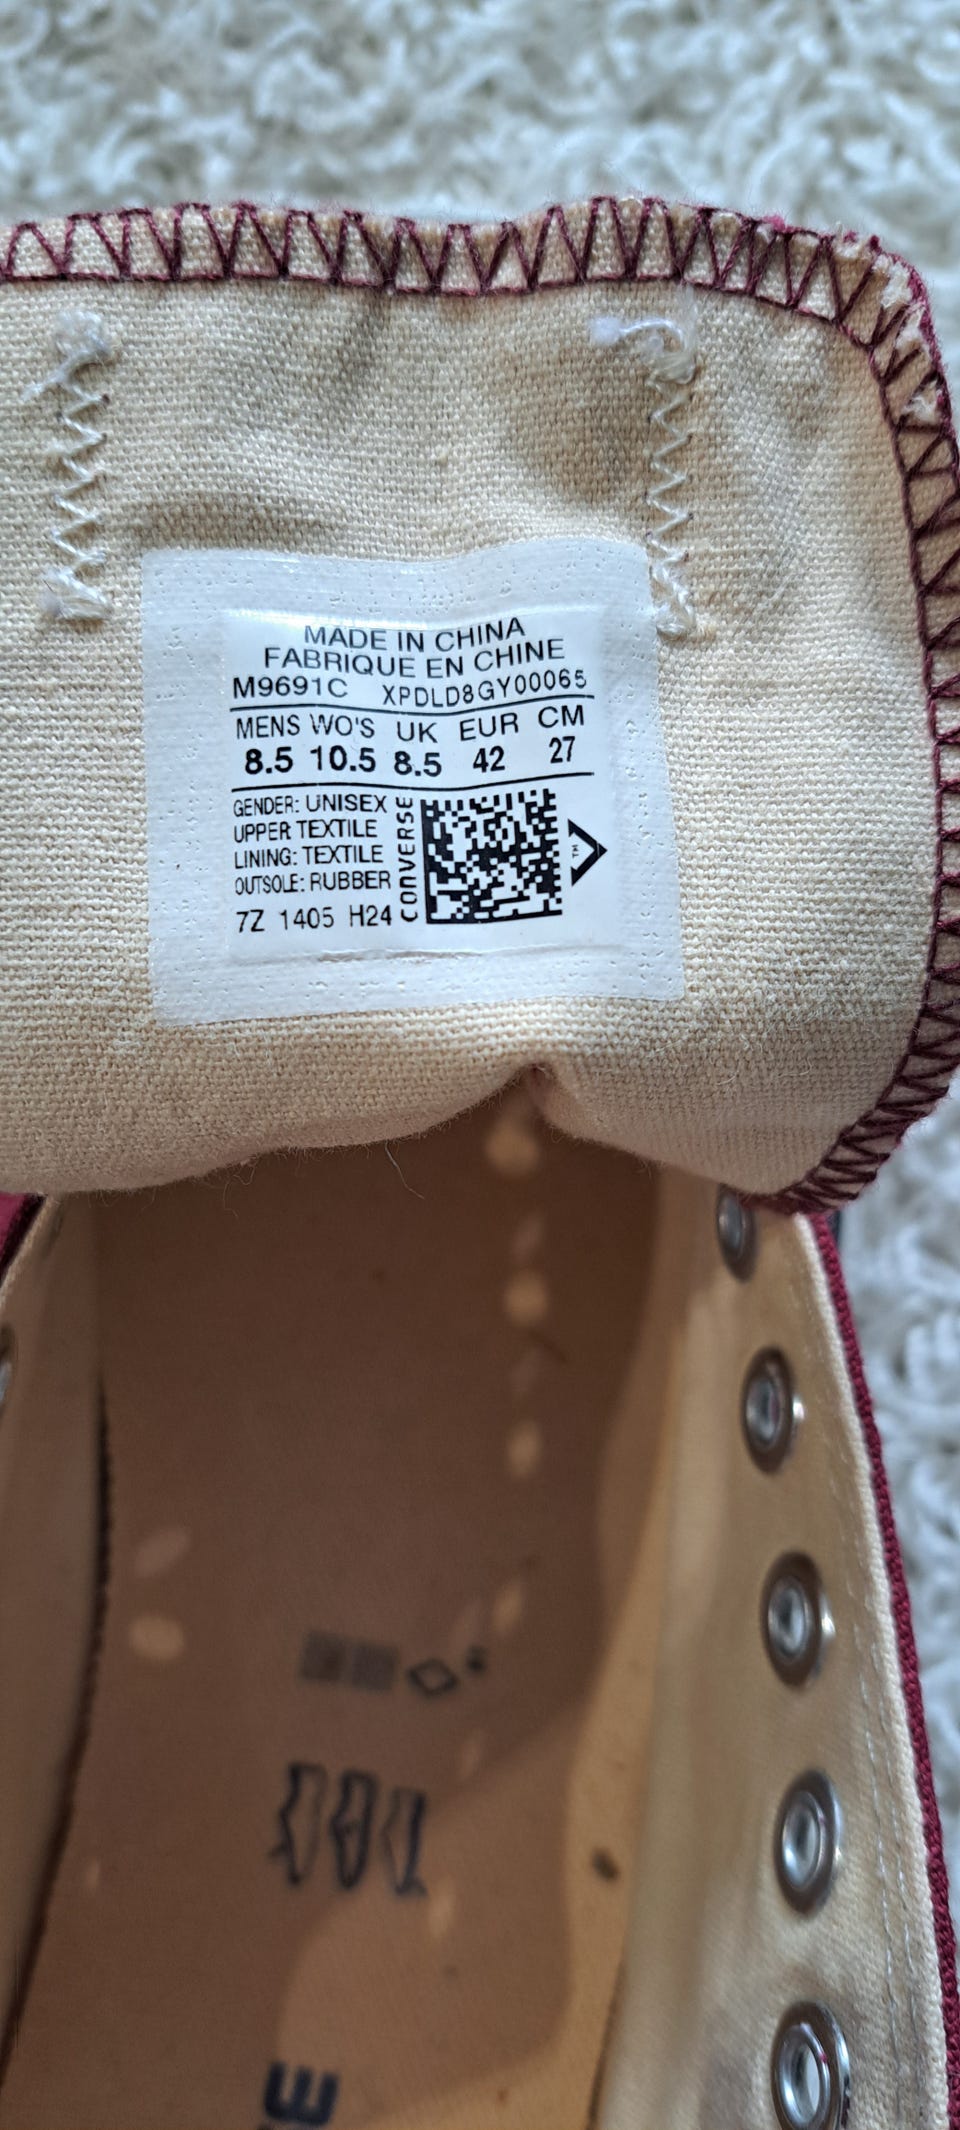 MADE IN CHINA
FABRIQUE EN CHINE
M9691C XPDLD8GY00065
MENS WO'S UK EUR CM
8.5 10.5 8.5 42 27
GENDER: UNISEX
UPPER TEXTILE
LINING: TEXTILE
OUTSOLE: RUBBER
7Z 1405 H24
CONVERSE
TM